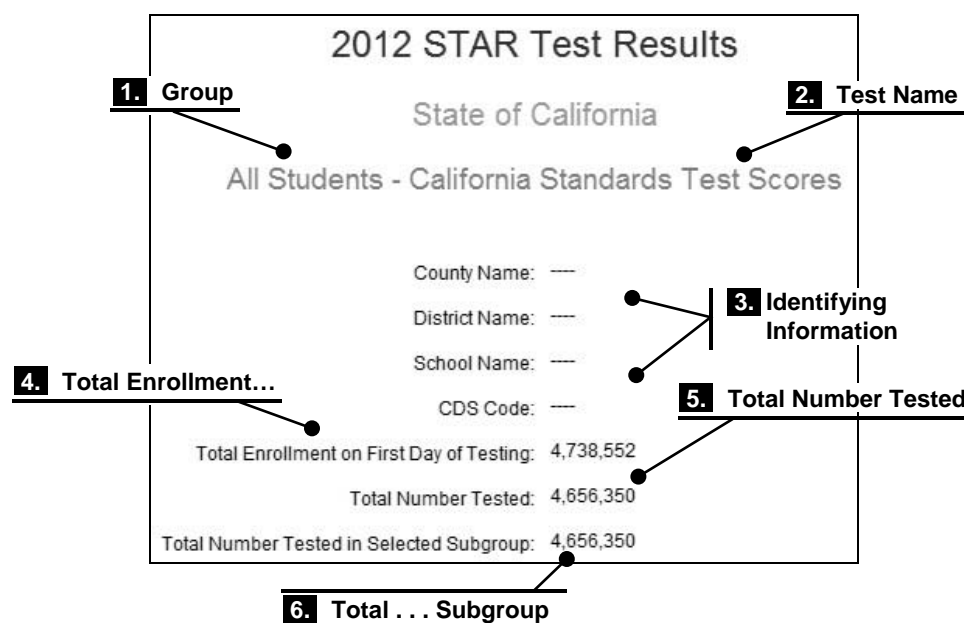 2012 STAR Test Results
1. Group
2. Test Name
State of California
All Students - California Standards Test Scores
County Name: ----
3. Identifying
Information
District Name: ----
School Name: ----
4. Total Enrollment…
CDS Code: ----
5. Total Number Tested
Total Enrollment on First Day of Testing: 4,738,552
Total Number Tested: 4,656,350
Total Number Tested in Selected Subgroup: 4,656,350
6. Total . . . Subgroup